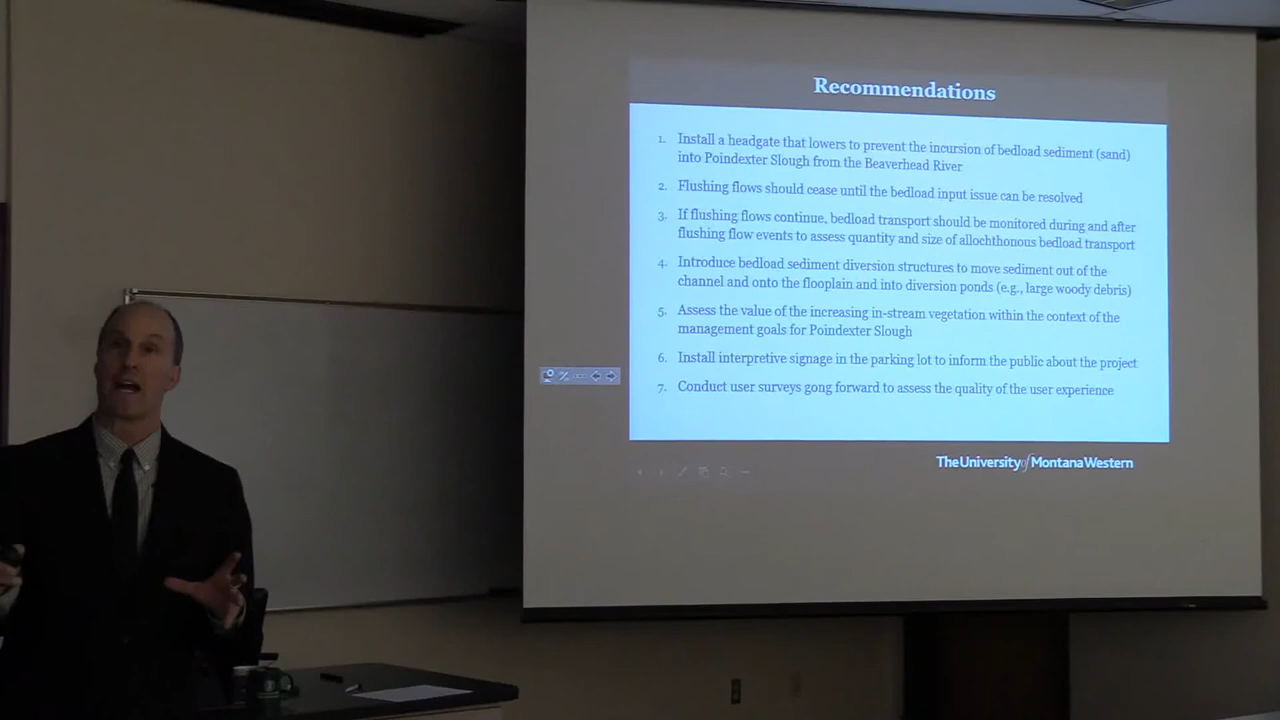 Recommendations
1. Install a headgate that lowers to prevent the incursion of bedload sediment (sand)
into Poindexter Slough from the Beaverhead River
2. Flushing flows should cease until the bedload input issue can be resolved
3. If flushing flows continue, bedload transport should be monitored during and after
flushing flow events to assess quantity and size of allochthonous bedload transport
4. Introduce bedload sediment diversion structures to move sediment out of the
channel and onto the flooplain and into diversion ponds (e.g., large woody debris)
5. Assess the value of the increasing in-stream vegetation within the context of the
management goals for Poindexter Slough
6. Install interpretive signage in the parking lot to inform the public about the project
7. Conduct user surveys gong forward to assess the quality of the user experience
The University of Montana Western